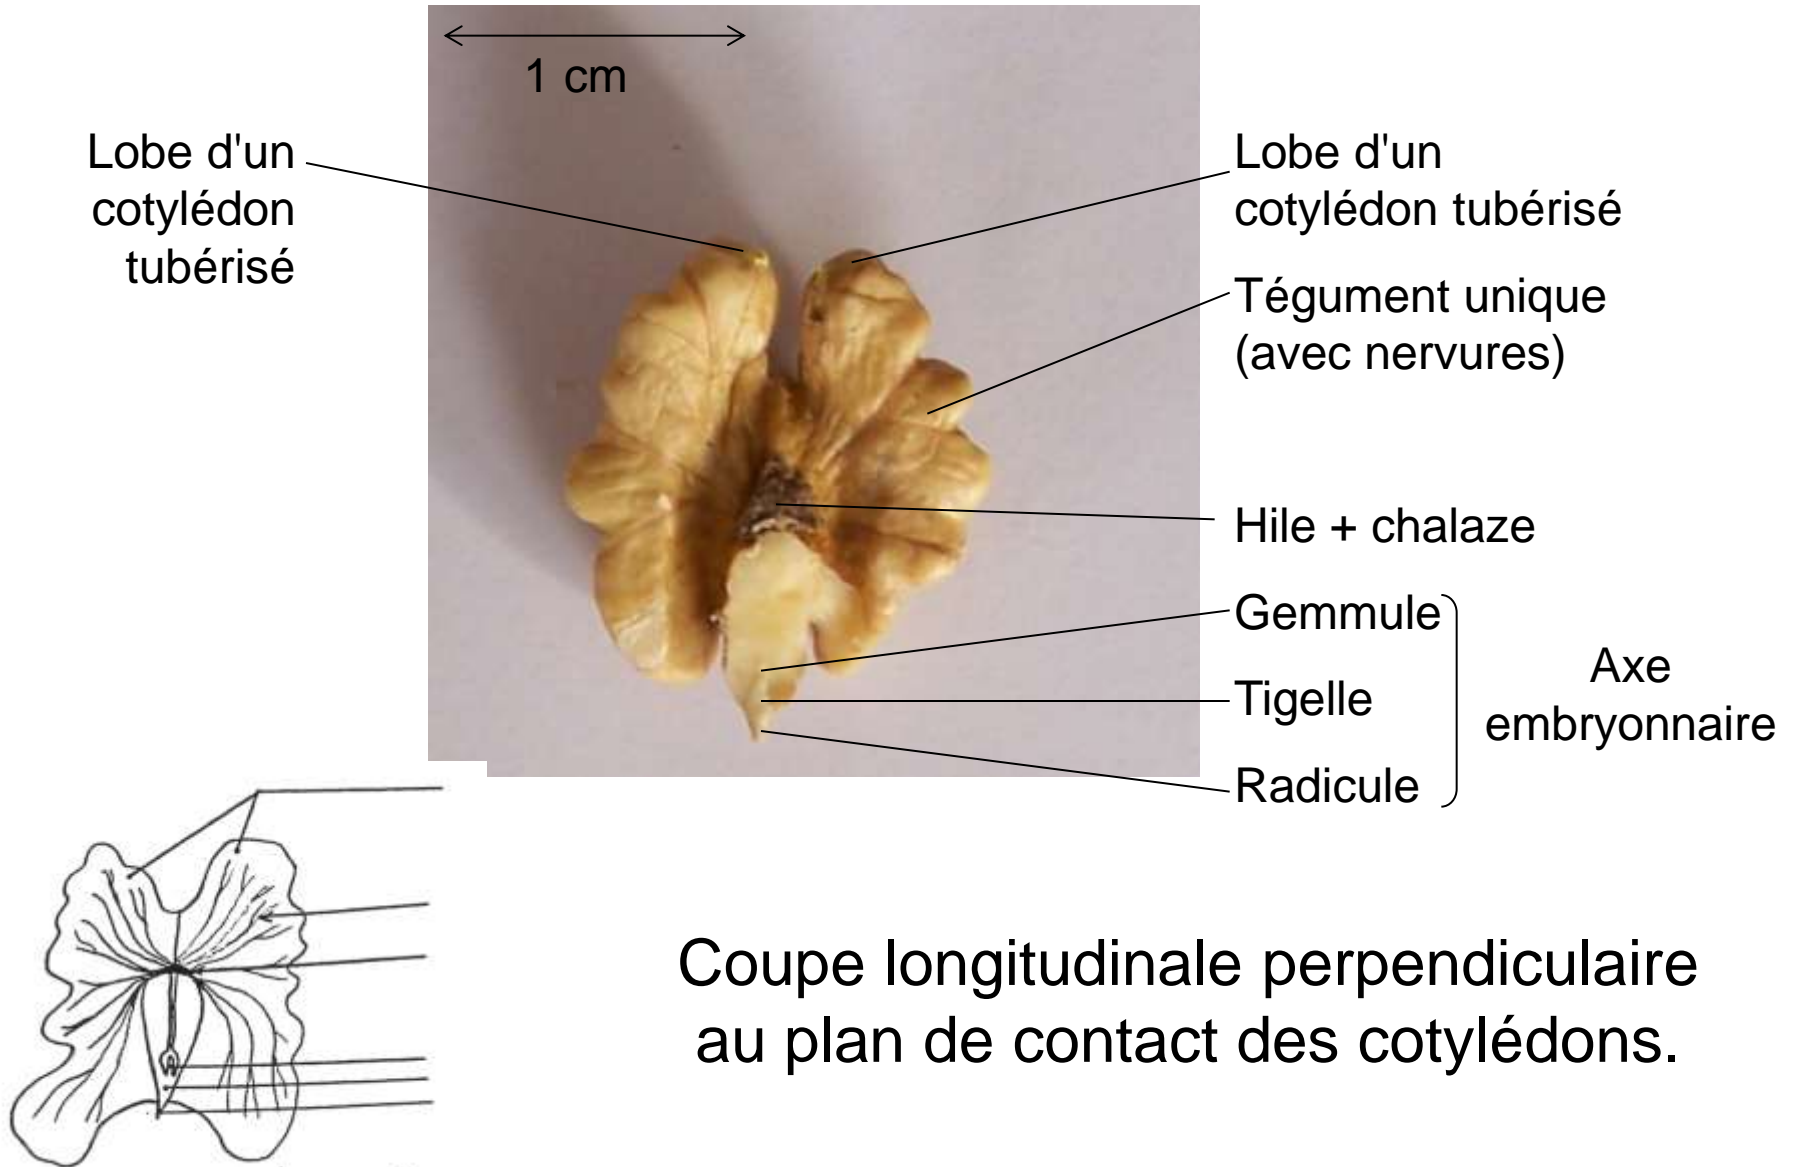 1 cm
Lobe d'un
cotylédon
tubérisé
Lobe d'un
cotylédon tubérisé
Tégument unique
(avec nervures)
Hile + chalaze
Gemmule
Tigelle
Radicule
Axe
embryonnaire
Coupe longitudinale perpendiculaire
au plan de contact des cotylédons.